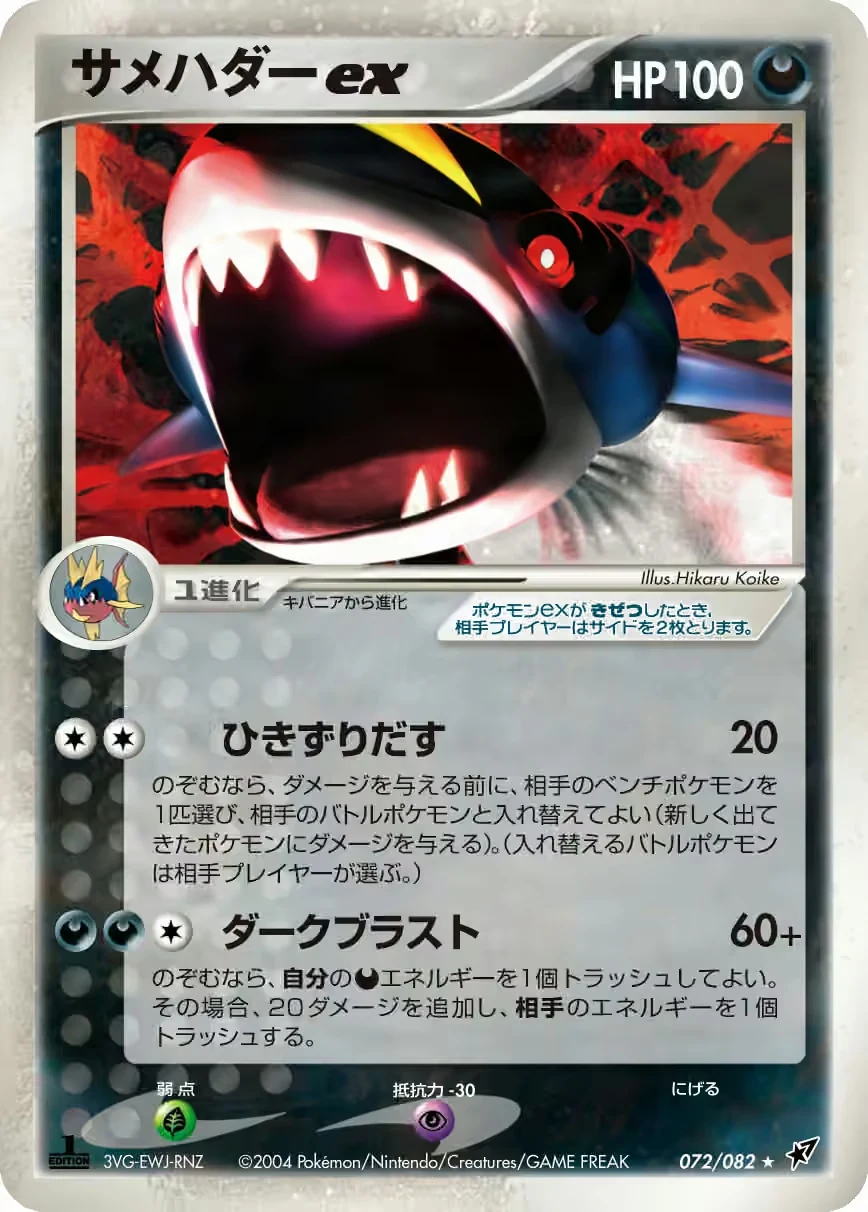 サメハダーex HP100
Illus.Hikaru Koike
1進化 キバニアから進化
ポケモンexが きぜつしたとき、
相手プレイヤーはサイドを2枚とります。
ひきずりだす 20
のぞむなら、ダメージを与える前に、相手のベンチポケモンを
1匹選び、相手のバトルポケモンと入れ替えてよい(新しく出て
きたポケモンにダメージを与える)。(入れ替えるバトルポケモン
は相手プレイヤーが選ぶ。)
ダークブラスト 60+
のぞむなら、自分のエネルギーを1個トラッシュしてよい。
その場合、20ダメージを追加し、相手のエネルギーを1個
トラッシュする。
弱点 抵抗力 -30 にげる
1 EDITION 3VG-EWJ-RNZ ©2004 Pokémon/Nintendo/Creatures/GAME FREAK 072/082 ★